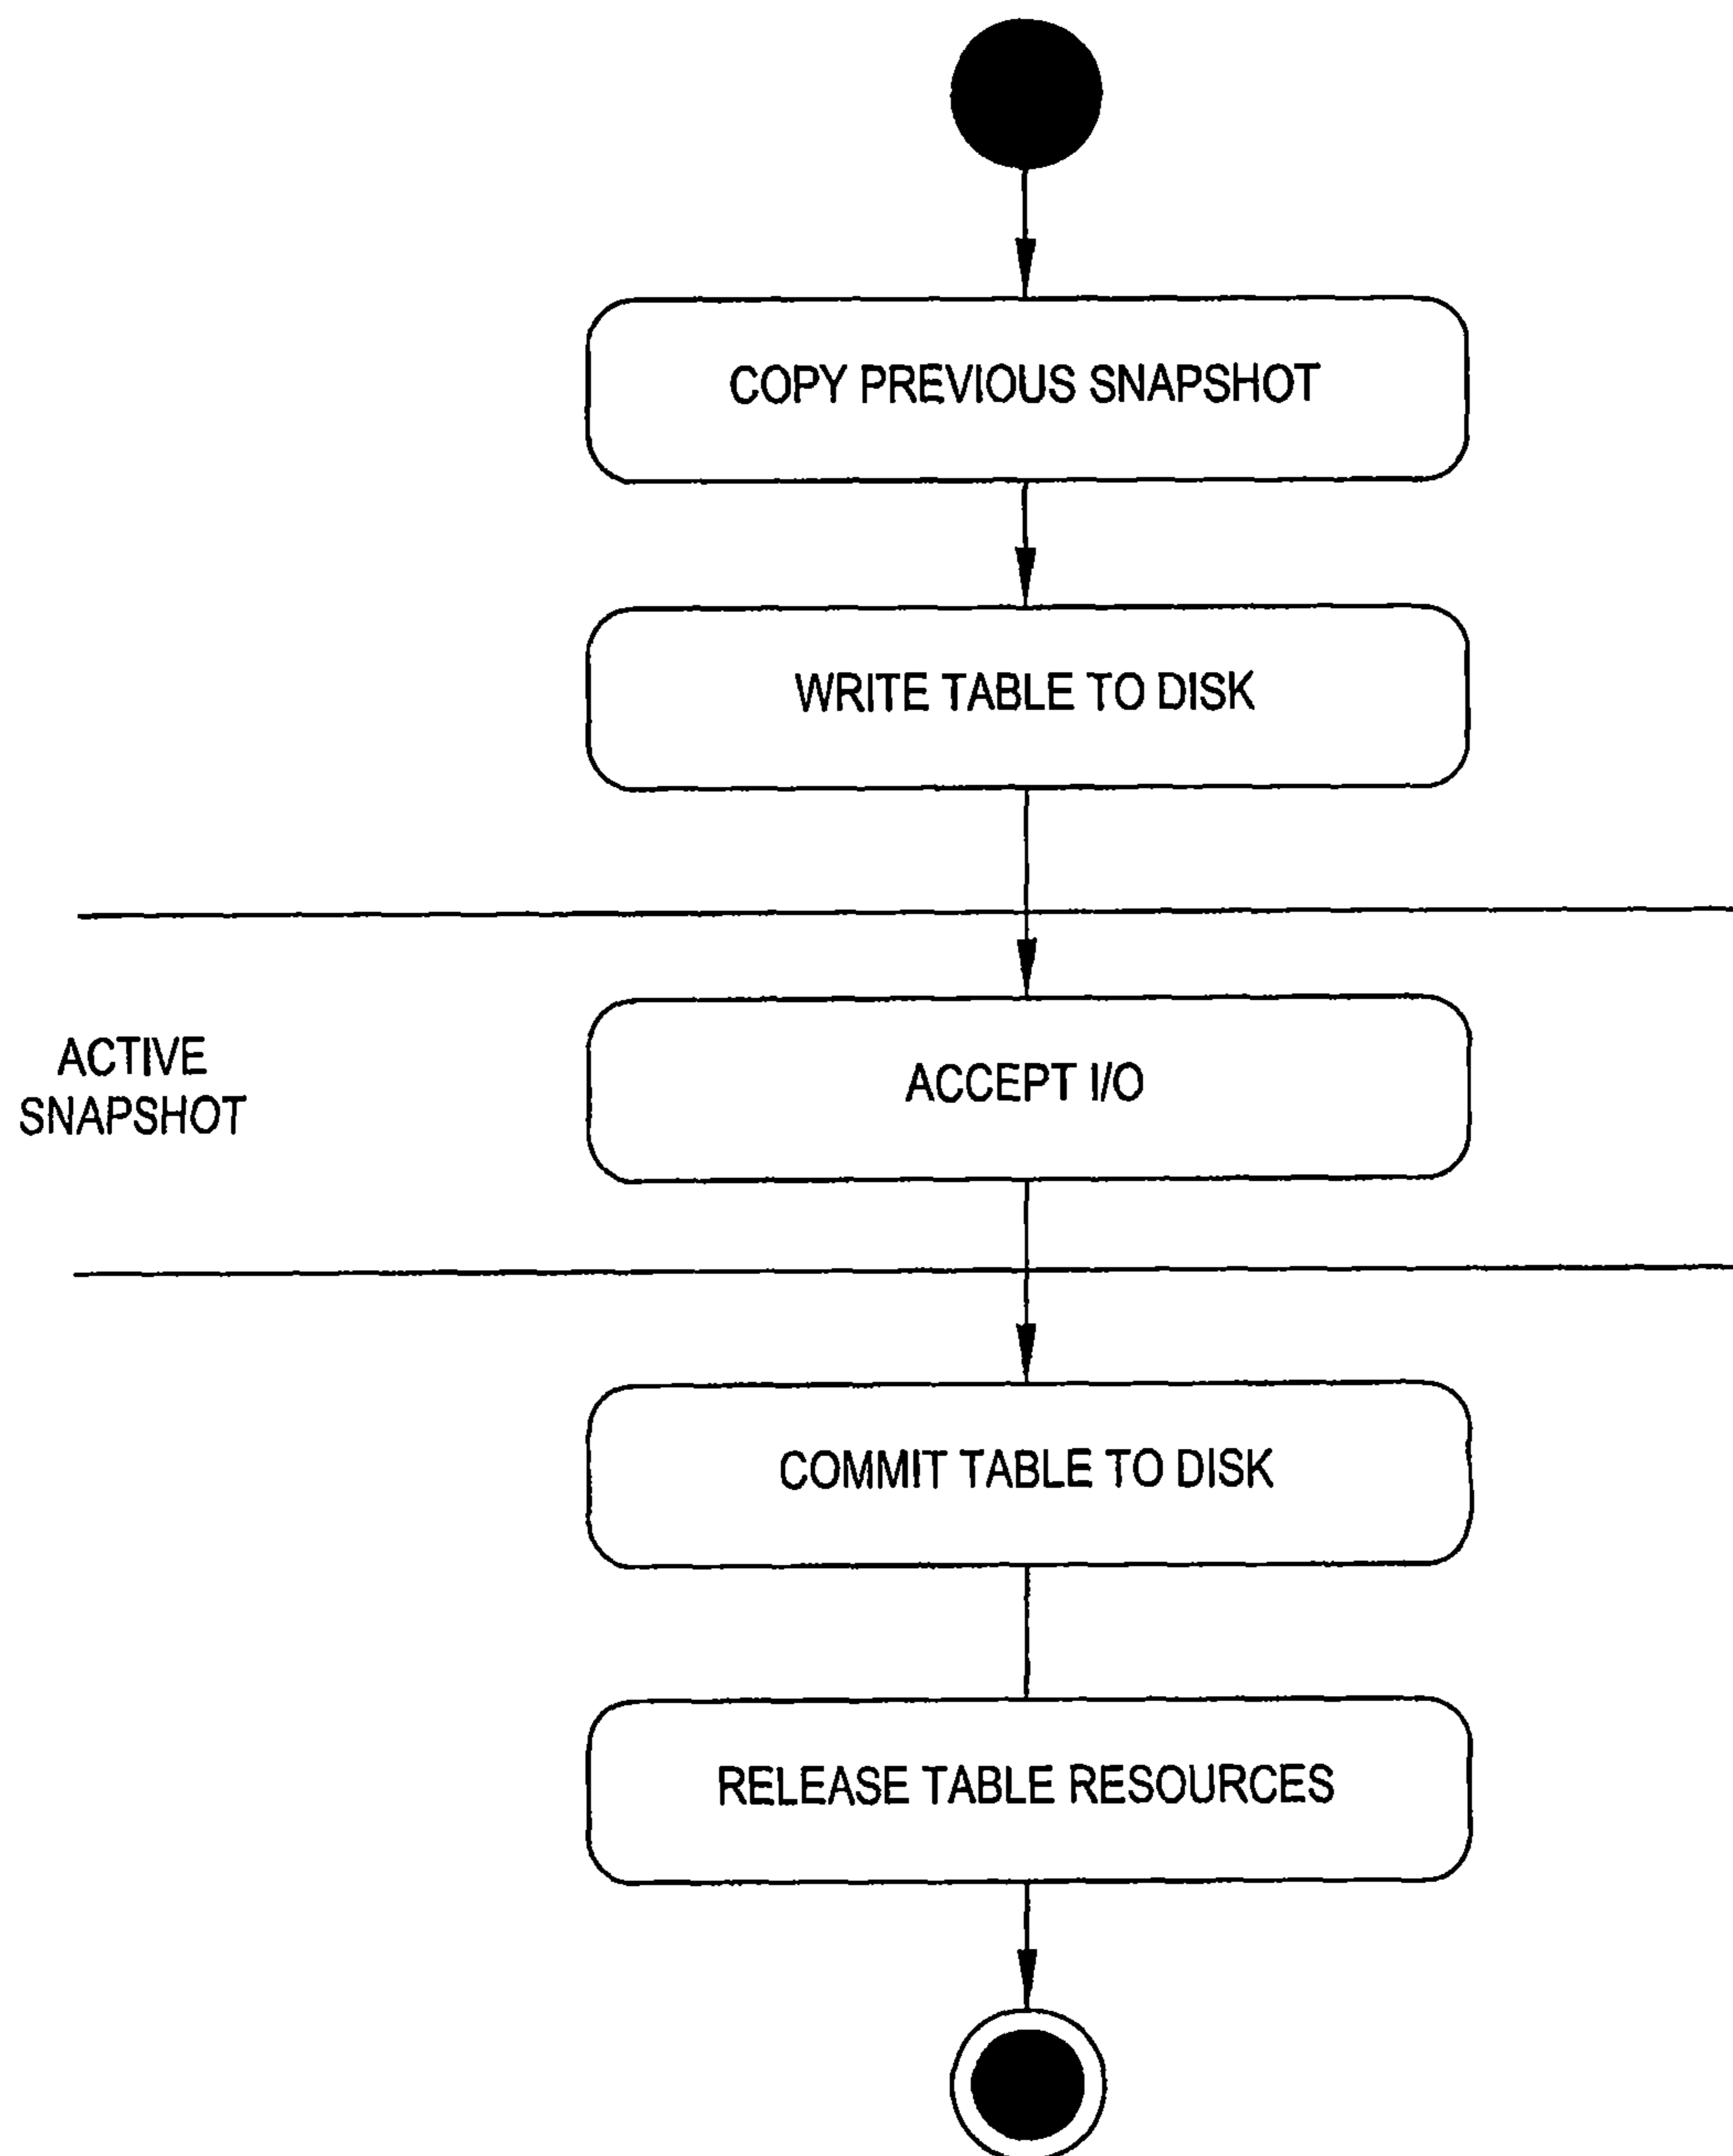 COPY PREVIOUS SNAPSHOT
WRITE TABLE TO DISK
ACTIVE
SNAPSHOT
ACCEPT I/O
COMMIT TABLE TO DISK
RELEASE TABLE RESOURCES